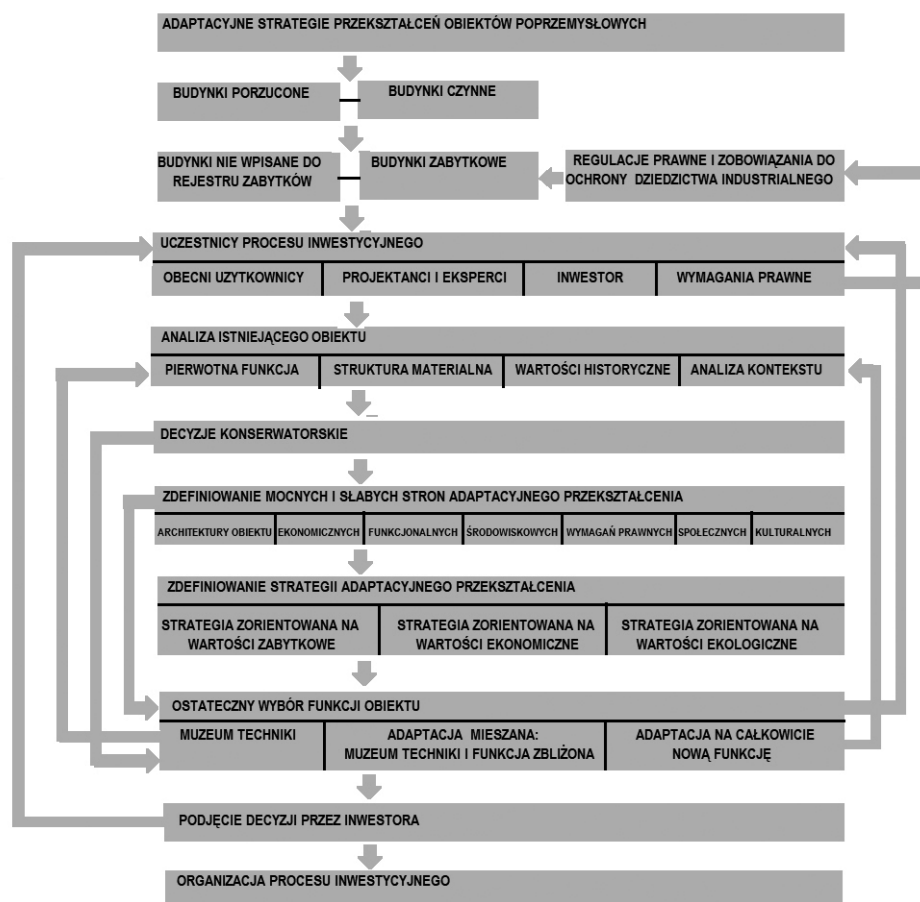 ADAPTACYJNE STRATEGIE PRZEKSZTAŁCEŃ OBIEKTÓW POPRZEMYSŁOWYCH
BUDYNKI PORZUCONE
BUDYNKI CZYNNE
BUDYNKI NIE WPISANE DO
REJESTRU ZABYTKÓW
BUDYNKI ZABYTKOWE
REGULACJE PRAWNE I ZOBOWIĄZANIA DO
OCHRONY DZIEDZICTWA INDUSTRIALNEGO
UCZESTNICY PROCESU INWESTYCYJNEGO
OBECNI UZYTKOWNICY
PROJEKTANCI I EKSPERCI
INWESTOR
WYMAGANIA PRAWNE
ANALIZA ISTNIEJĄCEGO OBIEKTU
PIERWOTNA FUNKCJA
STRUKTURA MATERIALNA
WARTOŚCI HISTORYCZNE
ANALIZA KONTEKSTU
DECYZJE KONSERWATORSKIE
ZDEFINIOWANIE MOCNYCH I SŁABYCH STRON ADAPTACYJNEGO PRZEKSZTAŁCENIA
ARCHITEKTURY OBIEKTU
EKONOMICZNYCH
FUNKCJONALNYCH
ŚRODOWISKOWYCH
WYMAGAŃ PRAWNYCH
SPOŁECZNYCH
KULTURALNYCH
ZDEFINIOWANIE STRATEGII ADAPTACYJNEGO PRZEKSZTAŁCENIA
STRATEGIA ZORIENTOWANA NA
WARTOŚCI ZABYTKOWE
STRATEGIA ZORIENTOWANA NA
WARTOŚCI EKONOMICZNE
STRATEGIA ZORIENTOWANA NA
WARTOŚCI EKOLOGICZNE
OSTATECZNY WYBÓR FUNKCJI OBIEKTU
MUZEUM TECHNIKI
ADAPTACJA MIESZANA:
MUZEUM TECHNIKI I FUNKCJA ZBLIŻONA
ADAPTACJA NA CAŁKOWICIE
NOWĄ FUNKCJĘ
PODJĘCIE DECYZJI PRZEZ INWESTORA
ORGANIZACJA PROCESU INWESTYCYJNEGO